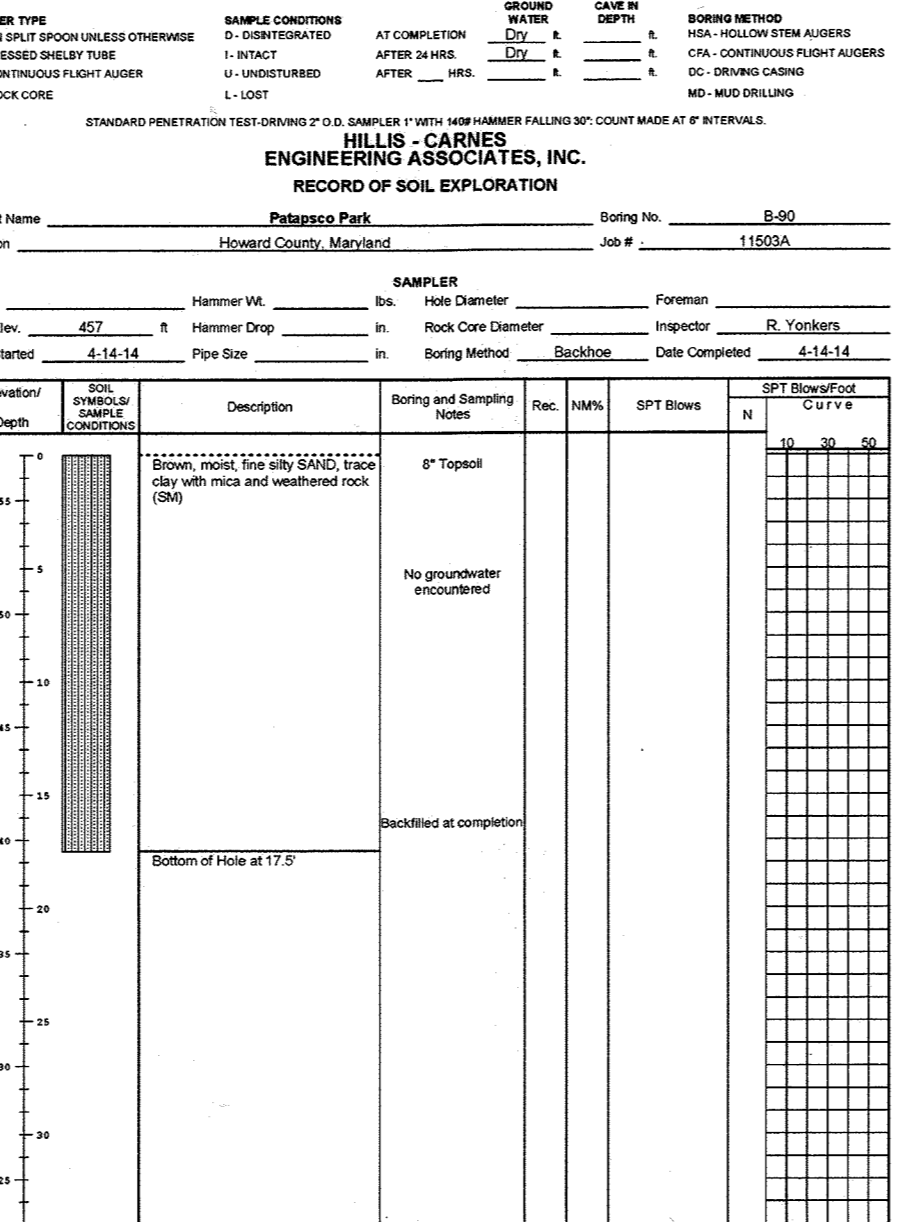 ER TYPE SAMPLE CONDITIONS GROUND WATER CAVE IN DEPTH BORING METHOD
N SPLIT SPOON UNLESS OTHERWISE D - DISINTEGRATED AT COMPLETION Dry ft. ft. HSA - HOLLOW STEM AUGERS
ESSED SHELBY TUBE I - INTACT AFTER 24 HRS. Dry ft. ft. CFA - CONTINUOUS FLIGHT AUGERS
ONTINUOUS FLIGHT AUGER U - UNDISTURBED AFTER ____ HRS. ft. ft. DC - DRIVING CASING
OCK CORE L - LOST MD - MUD DRILLING
STANDARD PENETRATION TEST-DRIVING 2" O.D. SAMPLER 1" WITH 140# HAMMER FALLING 30": COUNT MADE AT 6" INTERVALS.
HILLIS - CARNES
ENGINEERING ASSOCIATES, INC.
RECORD OF SOIL EXPLORATION
t Name Patapsco Park Boring No. B-90
on Howard County, Maryland Job # 11503A
SAMPLER
Hammer Wt. lbs. Hole Diameter Foreman
lev. 457 ft Hammer Drop in. Rock Core Diameter Inspector R. Yonkers
tarted 4-14-14 Pipe Size in. Boring Method Backhoe Date Completed 4-14-14
evation/ Depth SOIL SYMBOLS/ SAMPLE CONDITIONS Description Boring and Sampling Notes Rec. NM% SPT Blows SPT Blows/Foot
N Curve
10 30 50
0 Brown, moist, fine silty SAND, trace 8" Topsoil
clay with mica and weathered rock
55 (SM)
5 No groundwater
encountered
50
10
45
15
Backfilled at completion
40
Bottom of Hole at 17.5'
20
35
25
30
30
25